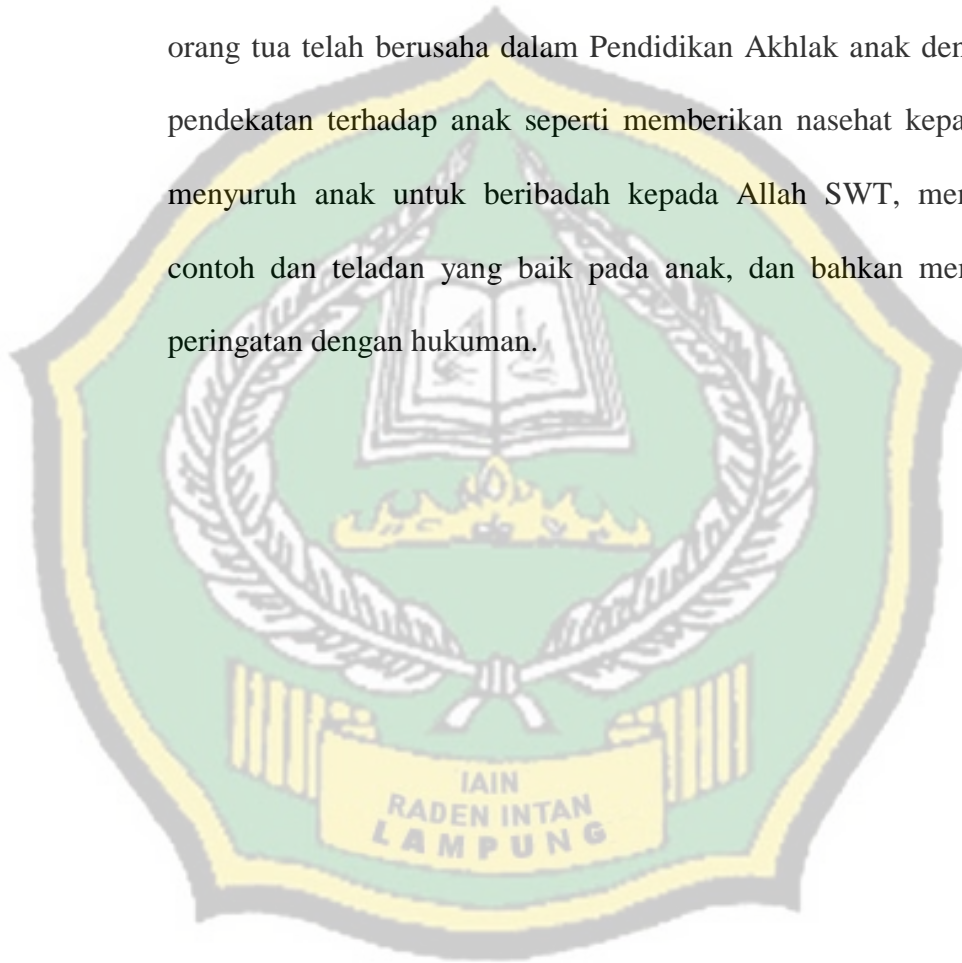 orang tua telah berusaha dalam Pendidikan Akhlak anak den
pendekatan terhadap anak seperti memberikan nasehat kepa
menyuruh anak untuk beribadah kepada Allah SWT, mer
contoh dan teladan yang baik pada anak, dan bahkan mer
peringatan dengan hukuman.
IAIN
RADEN INTAN
LAMPUNG